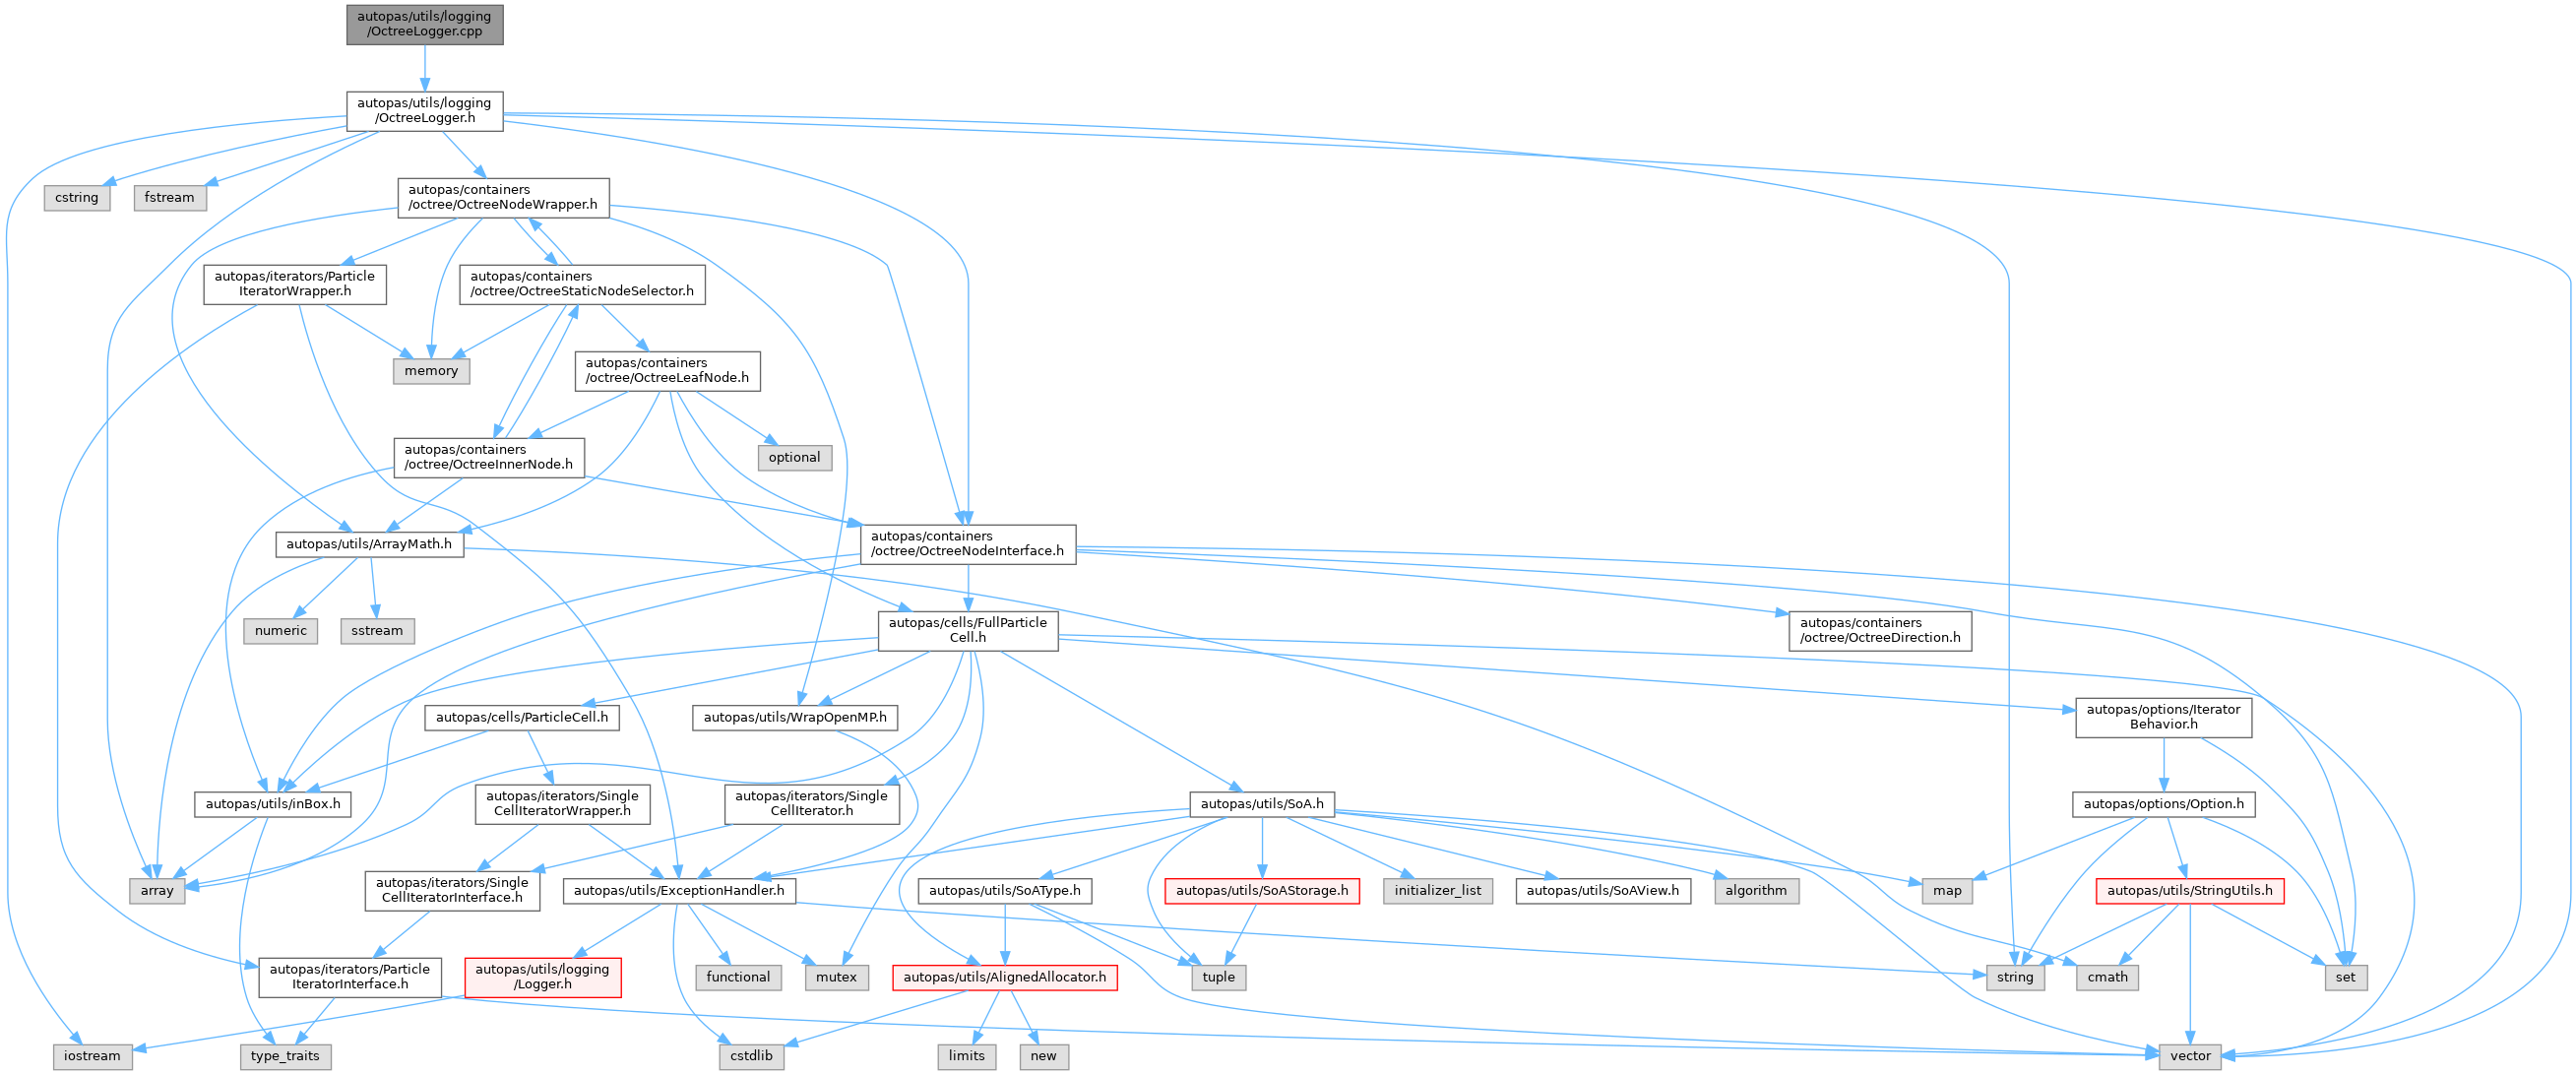 autopas/utils/logging
/OctreeLogger.cpp
autopas/utils/logging
/OctreeLogger.h
cstring
fstream
autopas/containers
/octree/OctreeNodeWrapper.h
autopas/iterators/Particle
IteratorWrapper.h
autopas/containers
/octree/OctreeStaticNodeSelector.h
memory
autopas/containers
/octree/OctreeLeafNode.h
autopas/containers
/octree/OctreeInnerNode.h
optional
autopas/utils/ArrayMath.h
autopas/containers
/octree/OctreeNodeInterface.h
numeric
sstream
autopas/cells/FullParticle
Cell.h
autopas/containers
/octree/OctreeDirection.h
autopas/cells/ParticleCell.h
autopas/utils/WrapOpenMP.h
autopas/options/Iterator
Behavior.h
autopas/utils/inBox.h
autopas/iterators/Single
CellIteratorWrapper.h
autopas/iterators/Single
CellIterator.h
autopas/utils/SoA.h
autopas/options/Option.h
array
autopas/iterators/Single
CellIteratorInterface.h
autopas/utils/ExceptionHandler.h
autopas/utils/SoAType.h
autopas/utils/SoAStorage.h
initializer_list
autopas/utils/SoAView.h
algorithm
map
autopas/utils/StringUtils.h
autopas/iterators/Particle
IteratorInterface.h
autopas/utils/logging
/Logger.h
functional
mutex
autopas/utils/AlignedAllocator.h
tuple
string
cmath
set
iostream
type_traits
cstdlib
limits
new
vector